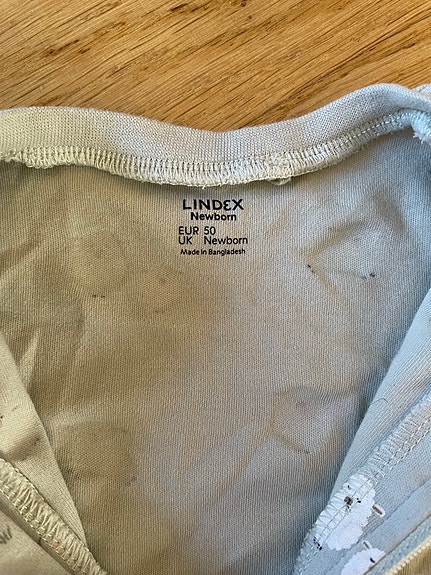 LINDEX
Newborn
EUR 50
UK Newborn
Made in Bangladesh